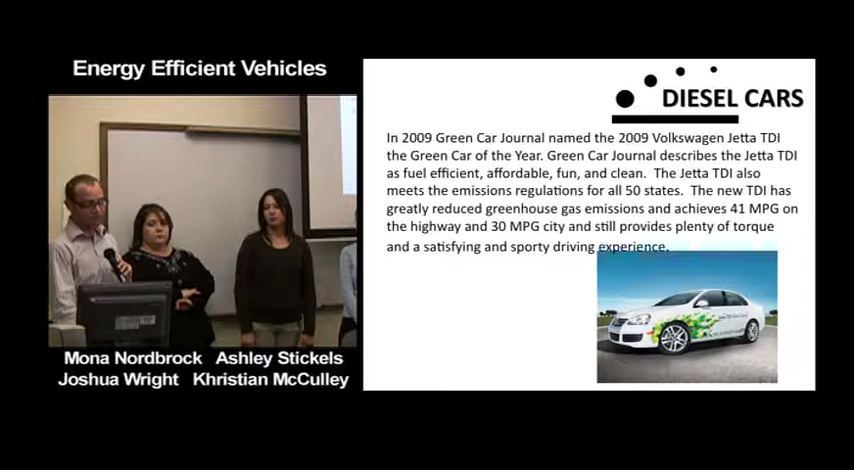 Energy Efficient Vehicles
Mona Nordbrock Ashley Stickels
Joshua Wright Khristian McCulley
DIESEL CARS
In 2009 Green Car Journal named the 2009 Volkswagen Jetta TDI
the Green Car of the Year. Green Car Journal describes the Jetta TDI
as fuel efficient, affordable, fun, and clean. The Jetta TDI also
meets the emissions regulations for all 50 states. The new TDI has
greatly reduced greenhouse gas emissions and achieves 41 MPG on
the highway and 30 MPG city and still provides plenty of torque
and a satisfying and sporty driving experience.